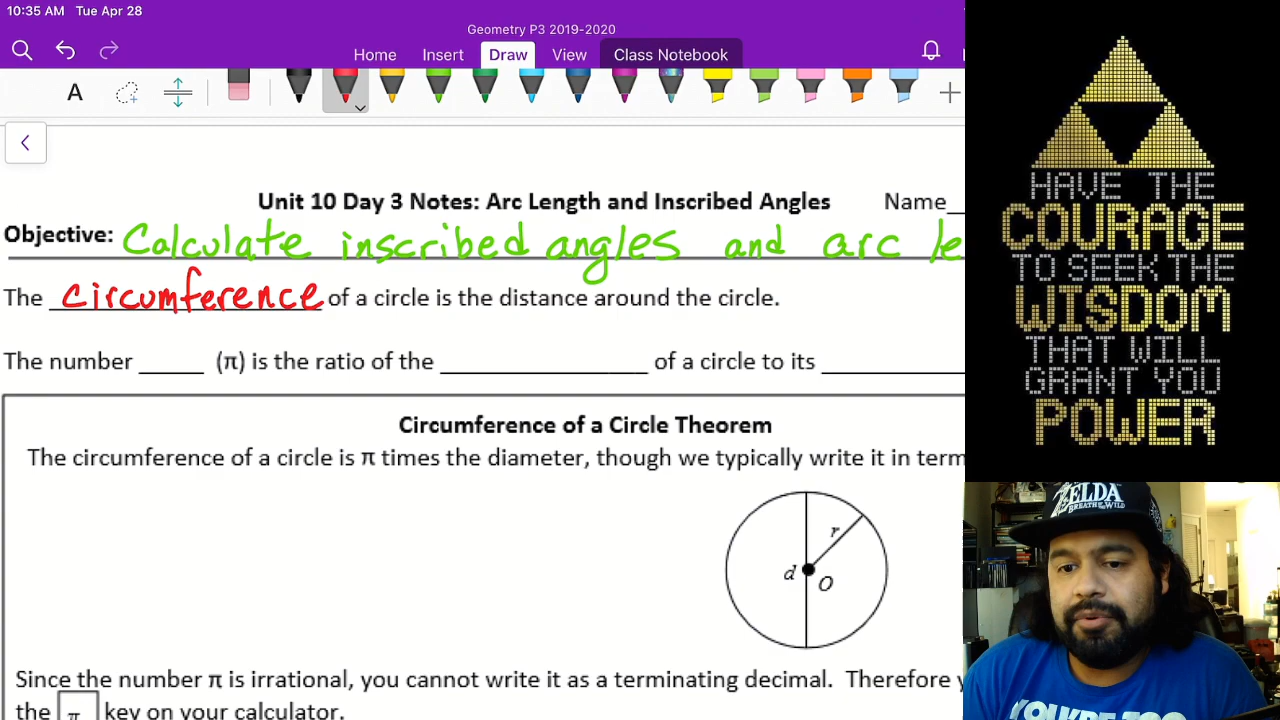 10:35 AM Tue Apr 28
Geometry P3 2019-2020
Home Insert Draw View Class Notebook
A
Unit 10 Day 3 Notes: Arc Length and Inscribed Angles Name_
Objective: Calculate inscribed angles and arc le
The circumference of a circle is the distance around the circle.
The number ______ (π) is the ratio of the __________________ of a circle to its ____________
Circumference of a Circle Theorem
The circumference of a circle is π times the diameter, though we typically write it in term
r
d
O
Since the number π is irrational, you cannot write it as a terminating decimal. Therefore y
the π key on your calculator.
HAVE THE
COURAGE
TO SEEK THE
WISDOM
THAT WILL
GRANT YOU
POWER
ZELDA
BREATH OF THE WILD